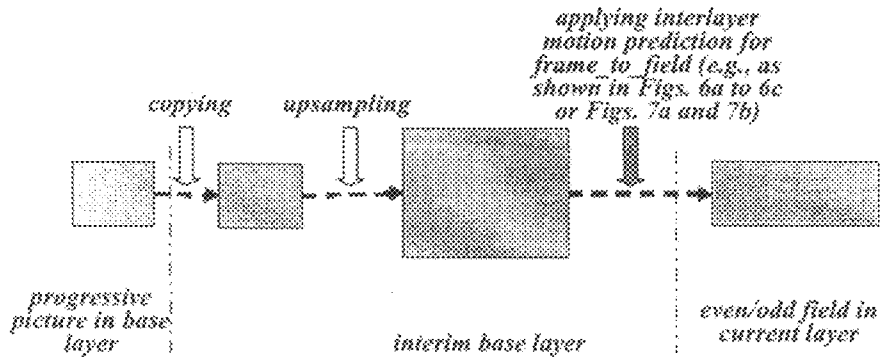 applying interlayer
motion prediction for
frame_to_field (e.g., as
shown in Figs. 6a to 6c
or Figs. 7a and 7b)
copying
upsampling
progressive
picture in base
layer
interim base layer
even/odd field in
current layer